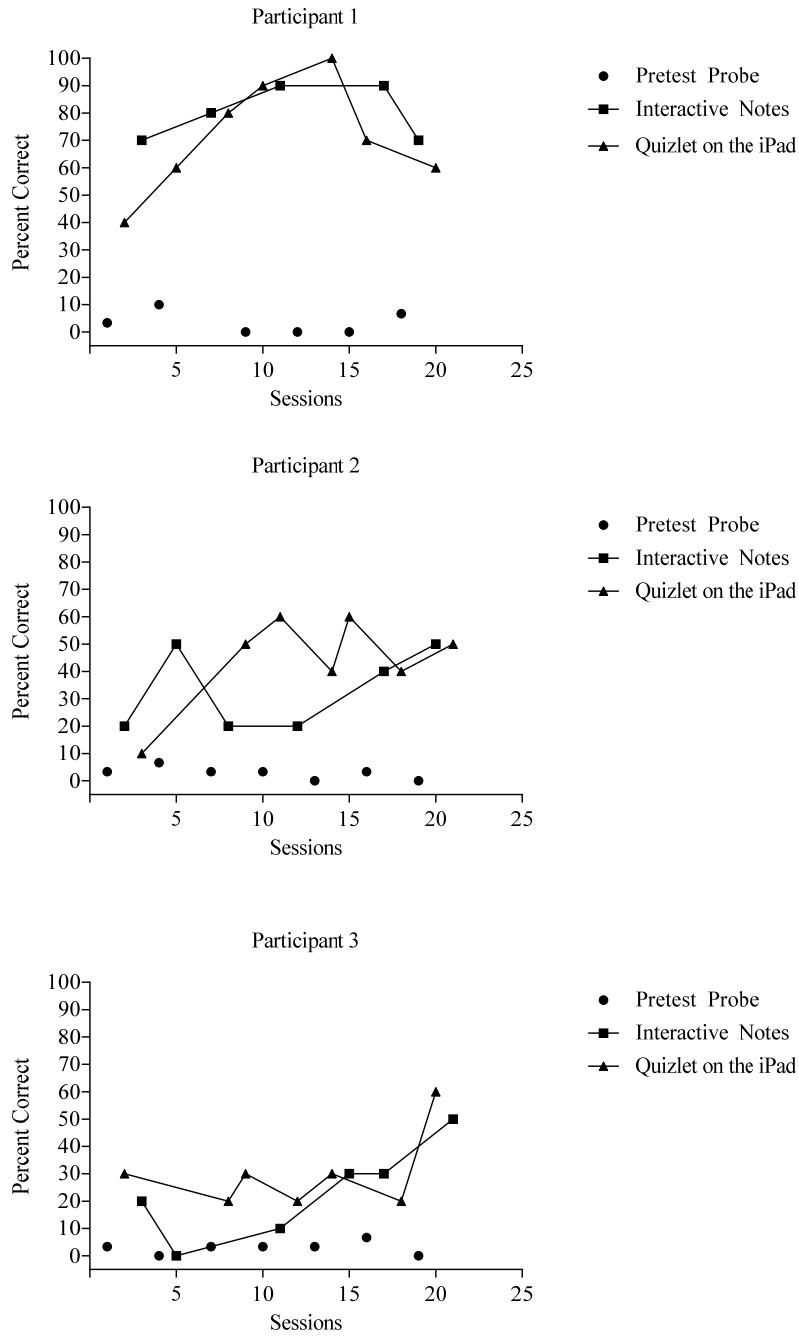 Participant 1
100
90
80
70
60
50
40
30
20
10
0
Percent Correct
5 10 15 20 25
Sessions
Pretest Probe
Interactive Notes
Quizlet on the iPad
Participant 2
100
90
80
70
60
50
40
30
20
10
0
Percent Correct
5 10 15 20 25
Sessions
Pretest Probe
Interactive Notes
Quizlet on the iPad
Participant 3
100
90
80
70
60
50
40
30
20
10
0
Percent Correct
5 10 15 20 25
Sessions
Pretest Probe
Interactive Notes
Quizlet on the iPad